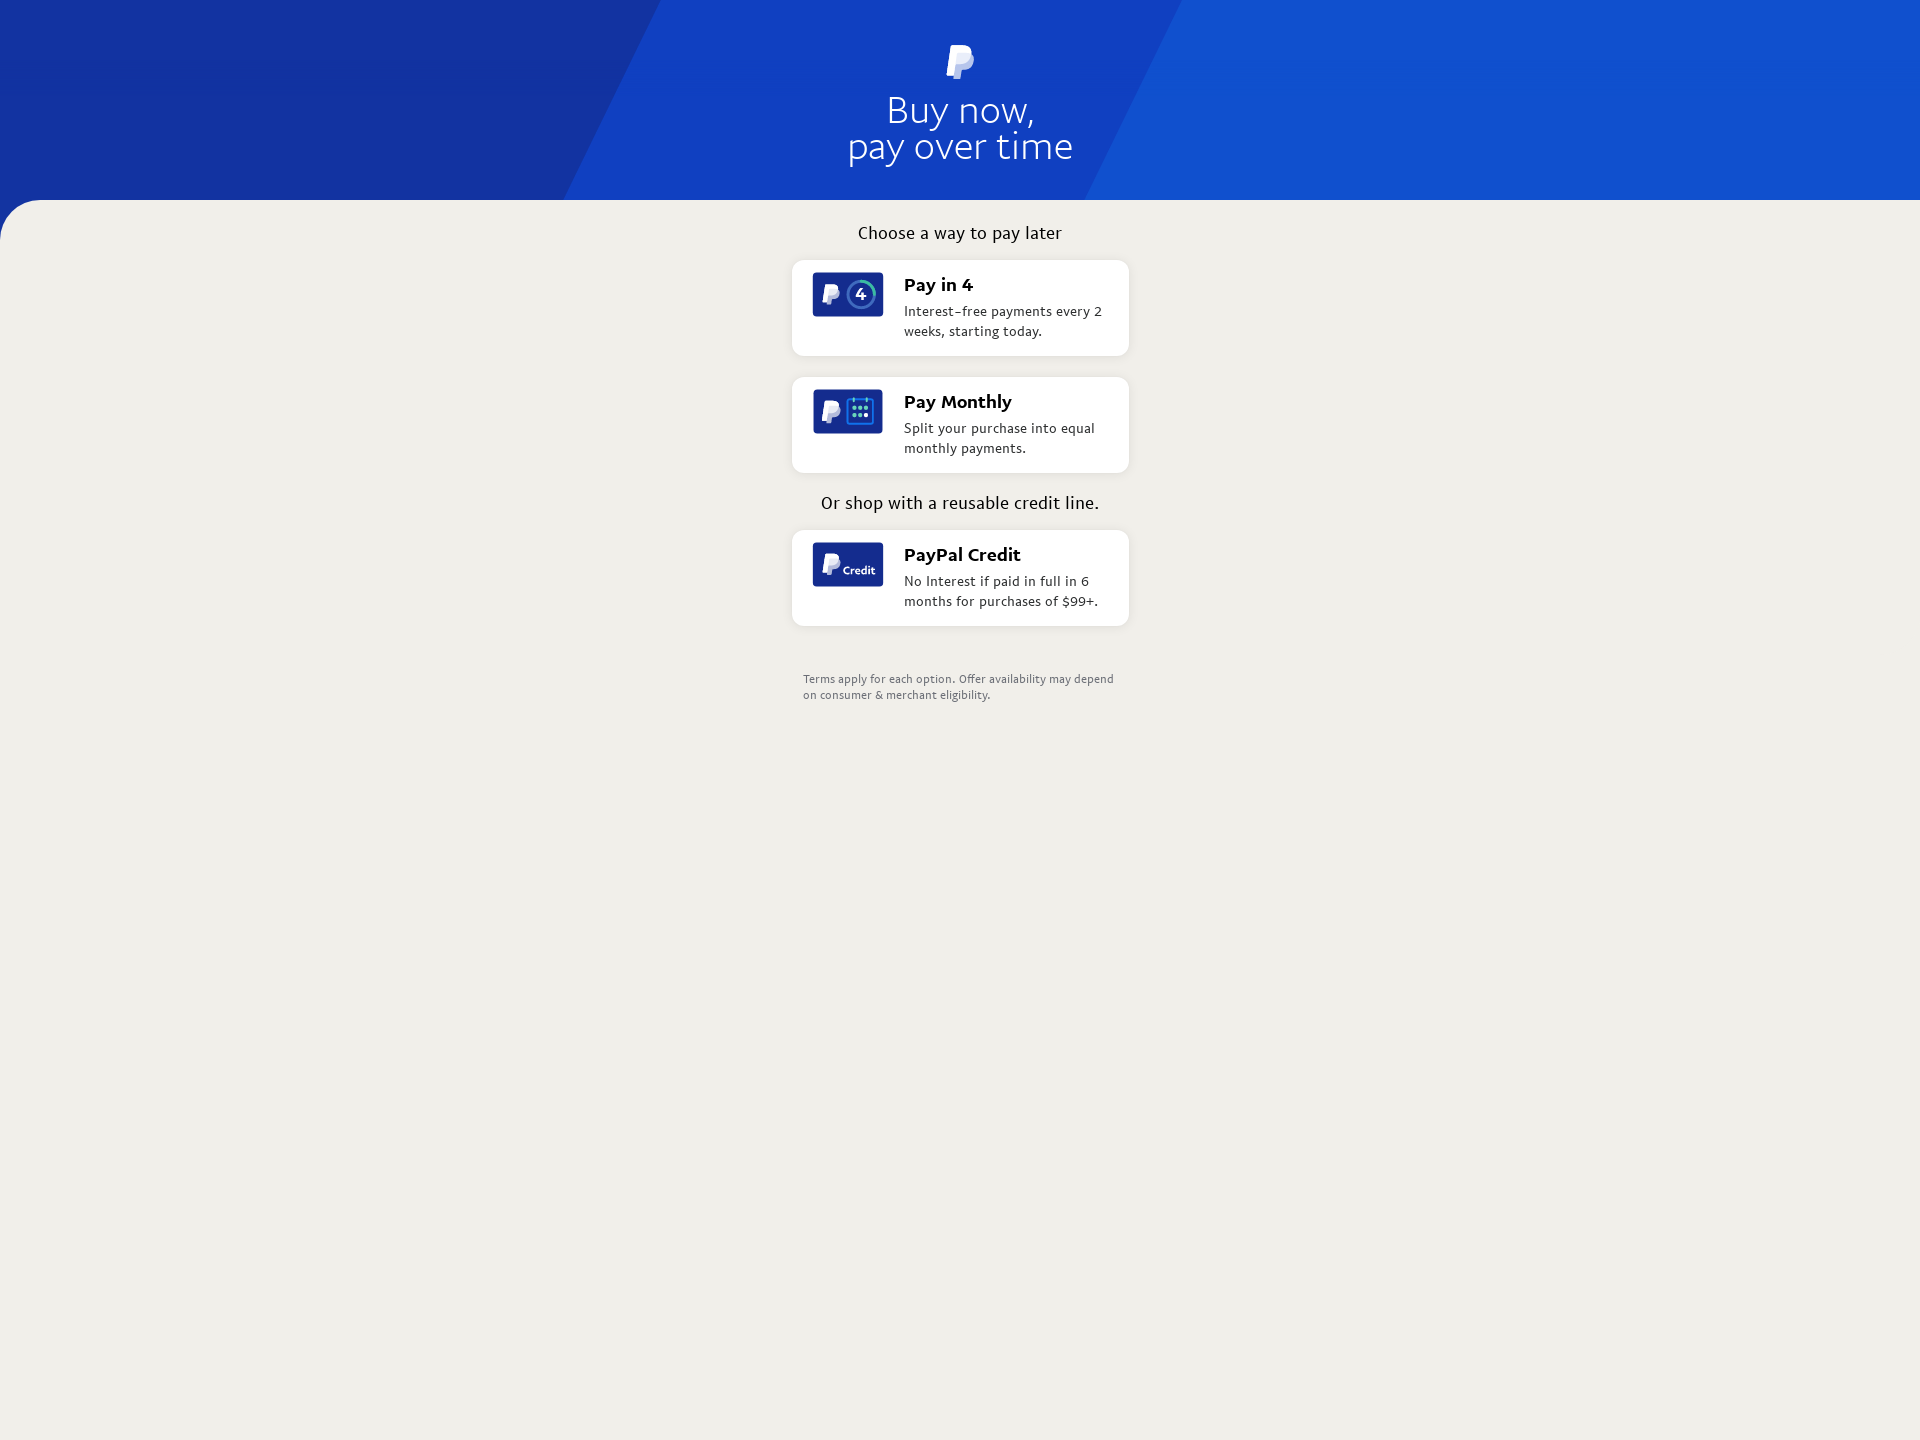 Buy now,
pay over time
Choose a way to pay later
4
Pay in 4
Interest-free payments every 2
weeks, starting today.
Pay Monthly
Split your purchase into equal
monthly payments.
Or shop with a reusable credit line.
Credit
PayPal Credit
No Interest if paid in full in 6
months for purchases of $99+.
Terms apply for each option. Offer availability may depend
on consumer & merchant eligibility.